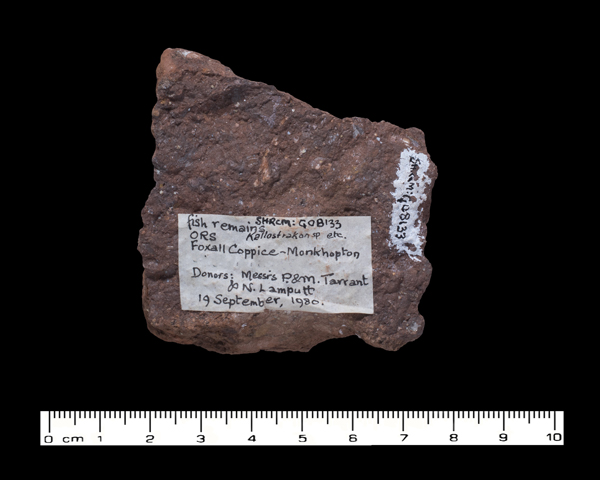 fish remains. SHRCM: G08133
ORS Kallostrakon sp etc.
Foxall Coppice - Monkhopton
Donors: Messrs P. & M. Tarrant
& N. Lamputt
19 September, 1980.
SHRCM: G08133
0 cm 1 2 3 4 5 6 7 8 9 10